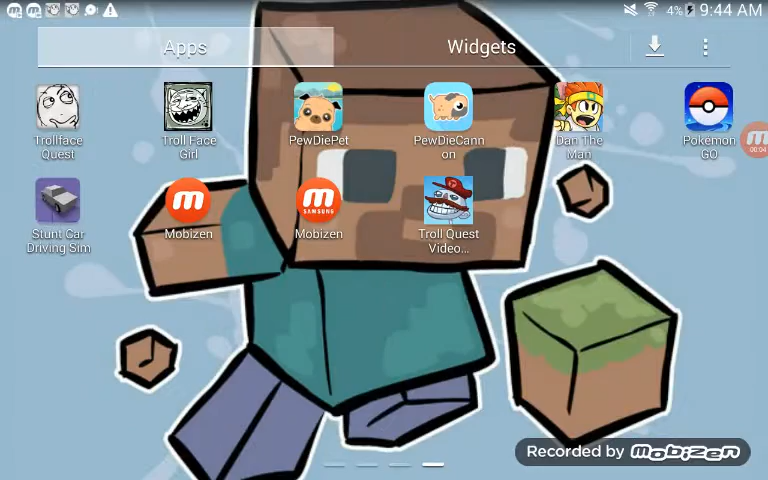 4%
9:44 AM
Apps
Widgets
Trollface
Quest
Troll Face
Girl
PewDiePet
PewDieCann
on
Dan The
Man
Pokemon
GO
00:04
Stunt Car
Driving Sim
Mobizen
SAMSUNG
Mobizen
Troll Quest
Video...
Recorded by mobizen